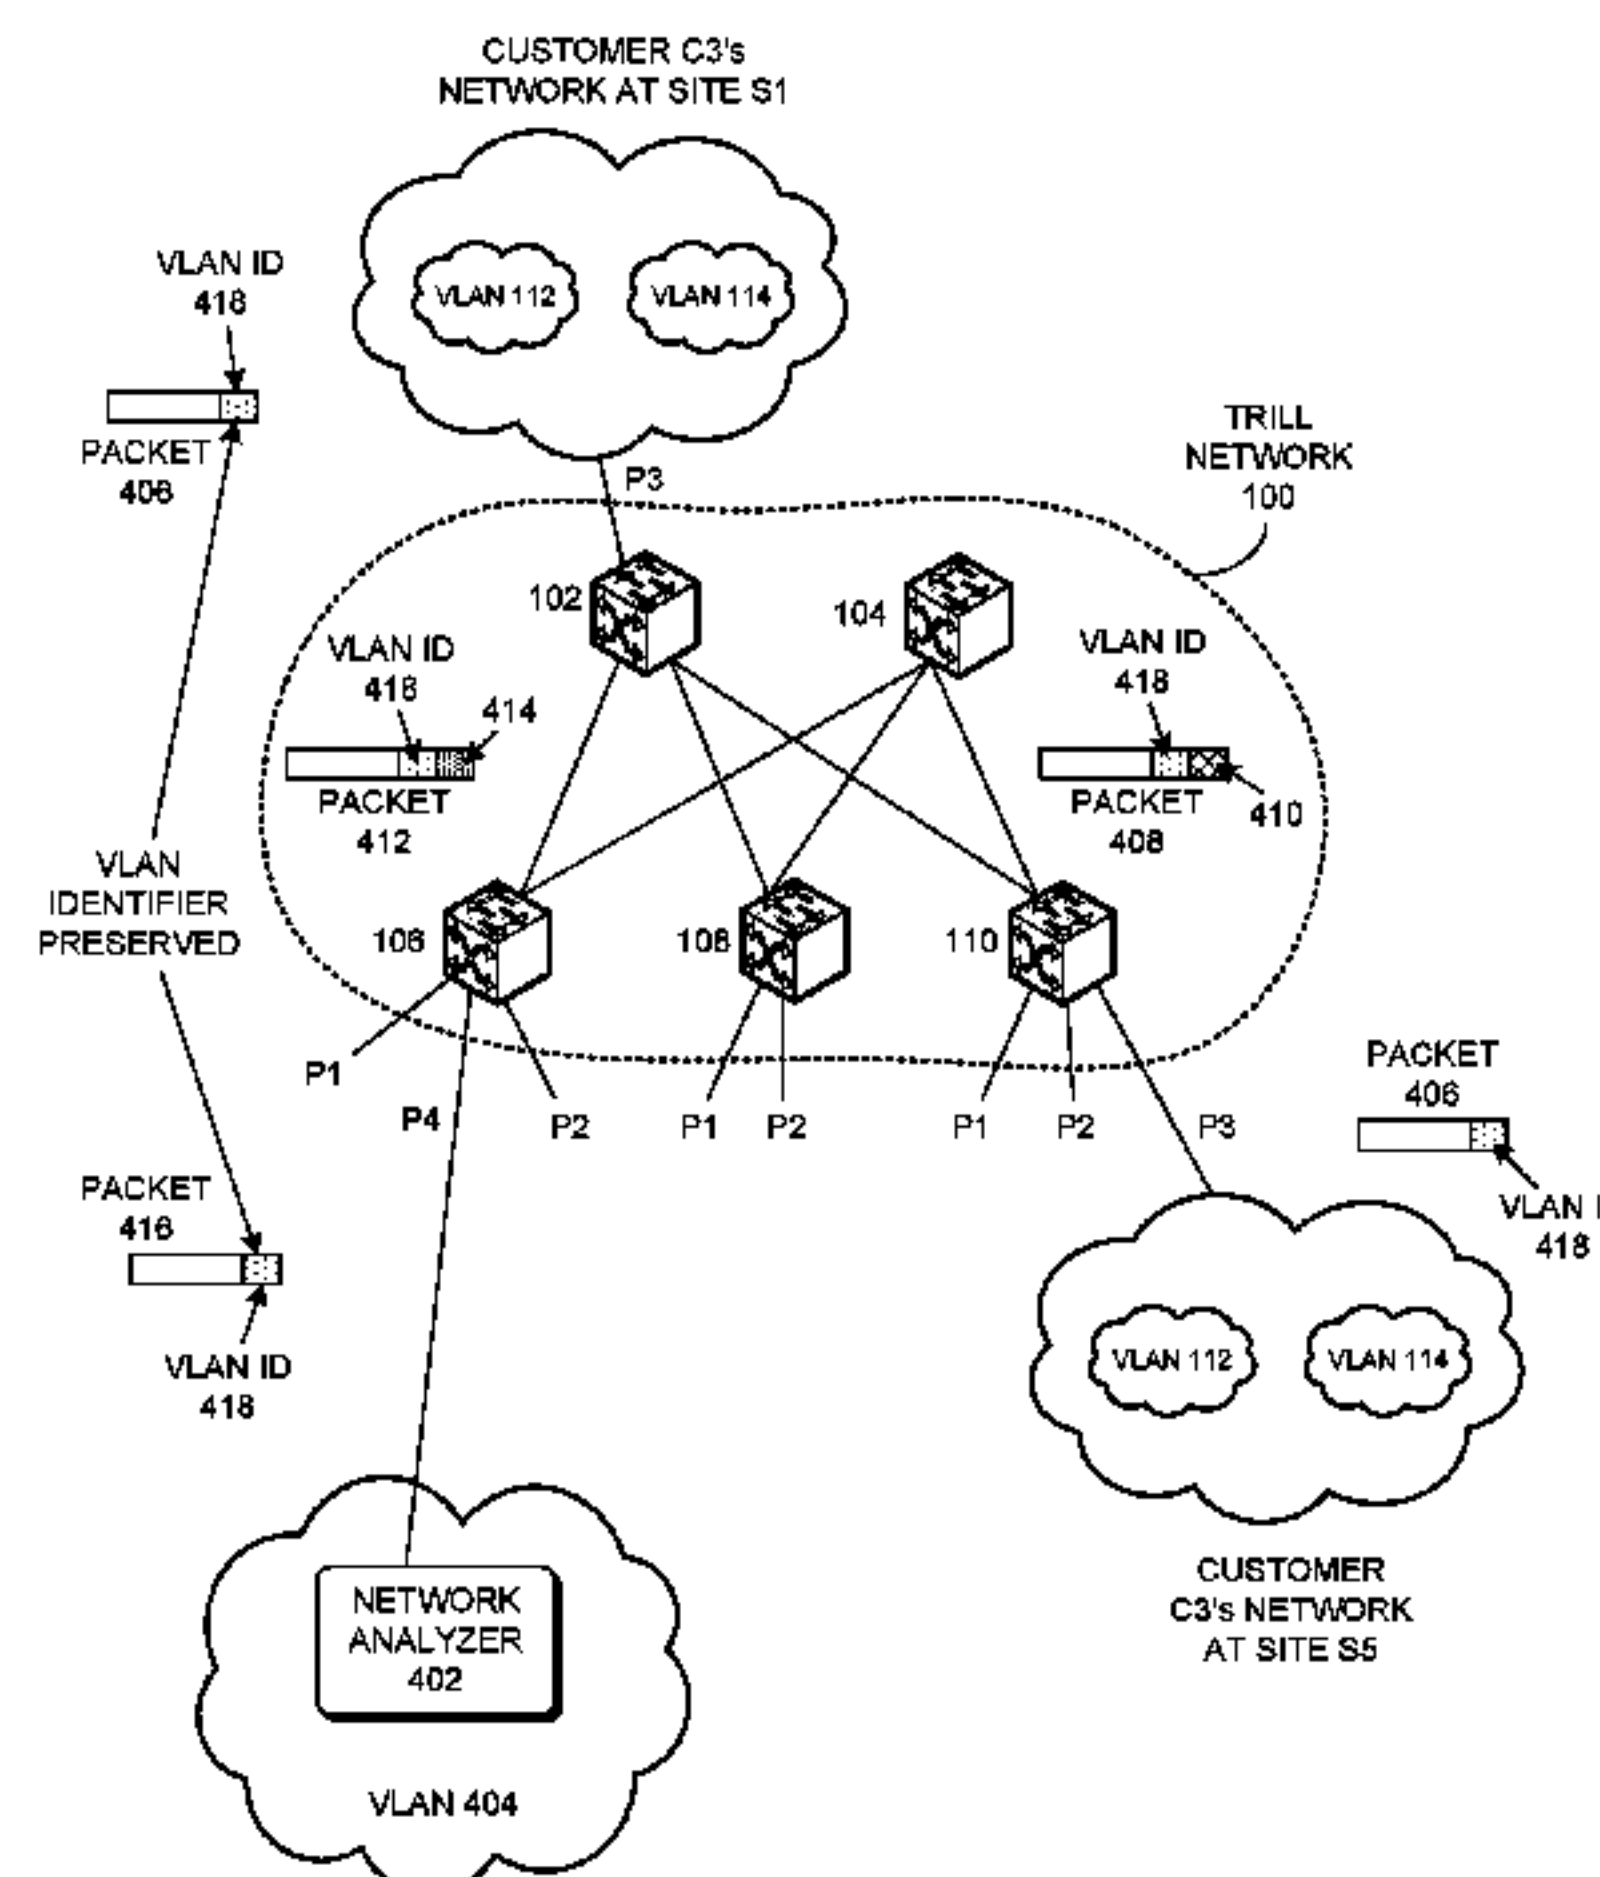 CUSTOMER C3's
NETWORK AT SITE S1
VLAN ID
418
VLAN 112
VLAN 114
PACKET
406
TRILL
NETWORK
100
P3
102
104
VLAN ID
418
414
VLAN ID
418
PACKET
412
PACKET
408
410
VLAN
IDENTIFIER
PRESERVED
106
108
110
P1
P4
P2
P1
P2
P1
P2
P3
PACKET
406
VLAN I
418
PACKET
416
VLAN ID
418
VLAN 112
VLAN 114
NETWORK
ANALYZER
402
VLAN 404
CUSTOMER
C3's NETWORK
AT SITE S5